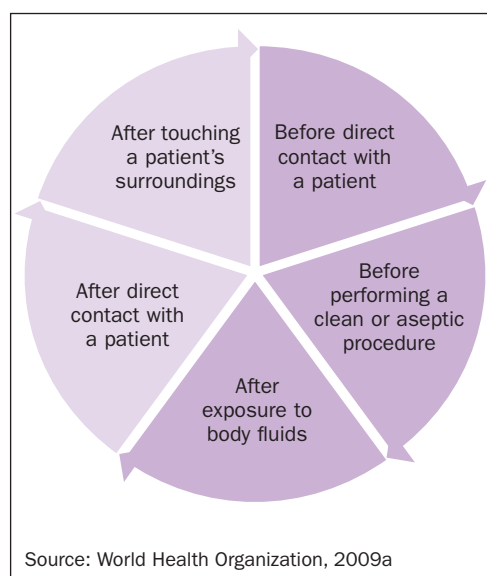 Before direct
contact with
a patient
Before
performing a
clean or aseptic
procedure
After
exposure to
body fluids
After direct
contact with
a patient
After touching
a patient’s
surroundings
Source: World Health Organization, 2009a